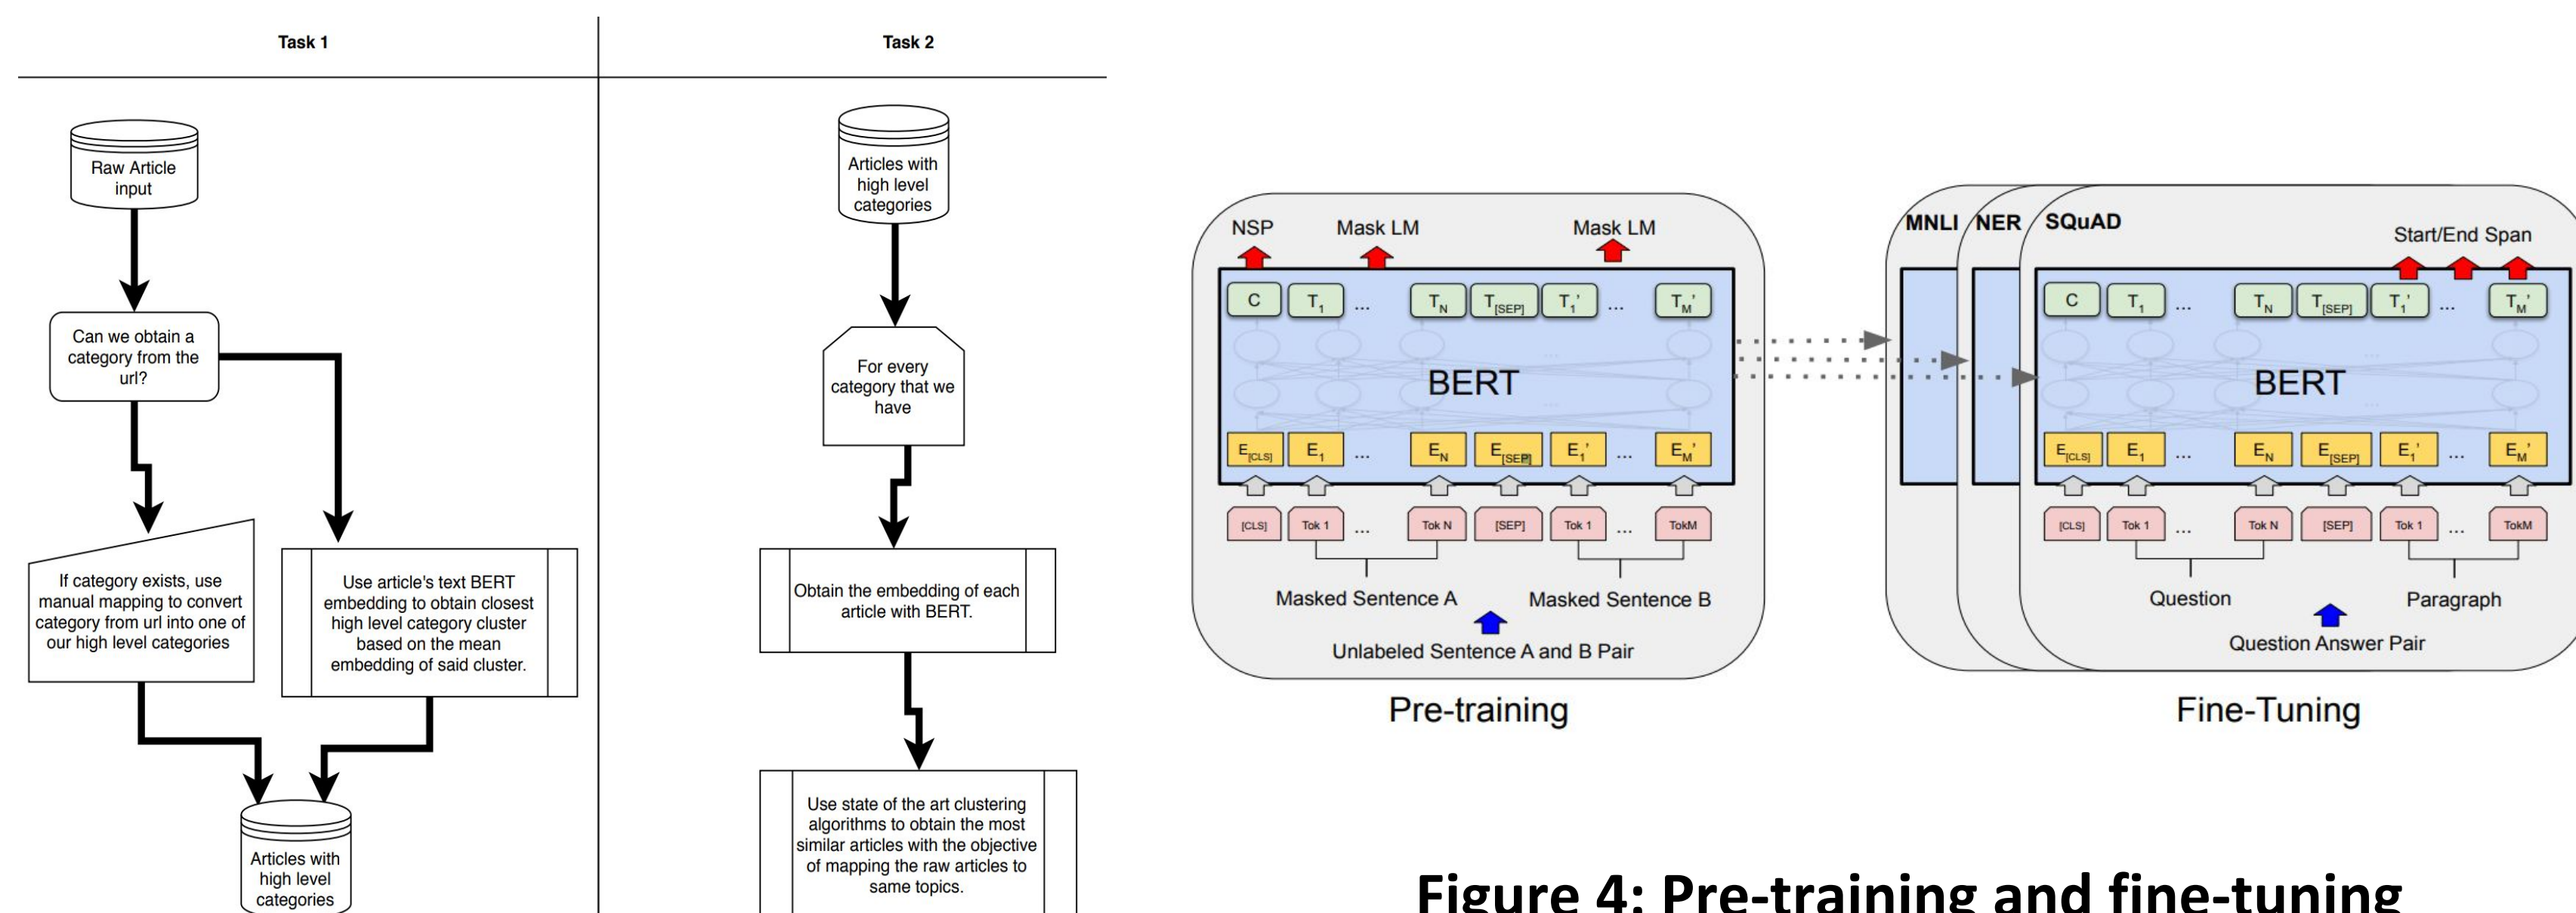 Task 1
Raw Article
input
Can we obtain a
category from the
url?
If category exists, use
manual mapping to convert
category from url into one of
our high level categories
Use article's text BERT
embedding to obtain closest
high level category cluster
based on the mean
embedding of said cluster.
Articles with
high level
categories
Task 2
Articles with
high level
categories
For every
category that we
have
Obtain the embedding of each
article with BERT.
Use state of the art clustering
algorithms to obtain the most
similar articles with the objective
of mapping the raw articles to
same topics.
NSP Mask LM Mask LM
C T1 ... TN T[SEP] T1' ... TM'
BERT
E[CLS] E1 ... EN E[SEP] E1' ... EM'
[CLS] Tok 1 ... Tok N [SEP] Tok 1 ... TokM
Masked Sentence A Masked Sentence B
Unlabeled Sentence A and B Pair
Pre-training
MNLI NER SQuAD
Start/End Span
C T1 ... TN T[SEP] T1' ... TM'
BERT
E[CLS] E1 ... EN E[SEP] E1' ... EM'
[CLS] Tok 1 ... Tok N [SEP] Tok 1 ... TokM
Question Paragraph
Question Answer Pair
Fine-Tuning
Figure 4: Pre-training and fine-tuning